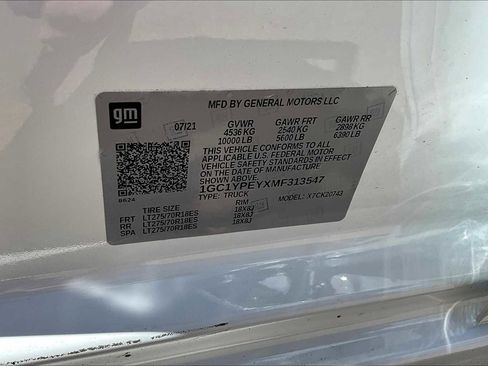 gm
MFD BY GENERAL MOTORS LLC
07/21 GVWR GAWR FRT GAWR RR
4536 KG 2540 KG 2898 KG
10000 LB 5600 LB 6390 LB
THIS VEHICLE CONFORMS TO ALL APPLICABLE
U.S. FEDERAL MOTOR
VEHICLE SAFETY STANDARDS IN
EFFECT ON THE DATE OF
MANUFACTURE SHOWN ABOVE.
1GC1YPEYXMF313547
TYPE: TRUCK MODEL: X7CK20743
8624
TIRE SIZE RIM
FRT LT275/70R18ES 18X8J
RR LT275/70R18ES 18X8J
SP LT275/70R18ES 18X8J